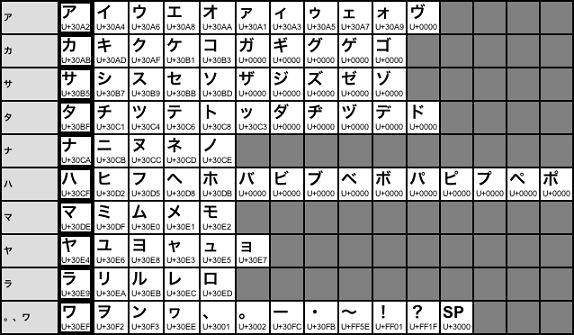 ア ア イ ウ エ オ ァ ィ ゥ ェ ォ ヴ
U+30A2 U+30A4 U+30A6 U+30A8 U+30AA U+30A1 U+30A3 U+30A5 U+30A7 U+30A9 U+0000
カ カ キ ク ケ コ ガ ギ グ ゲ ゴ
U+30AB U+30AD U+30AF U+30B1 U+30B3 U+0000 U+0000 U+0000 U+0000 U+0000
サ サ シ ス セ ソ ザ ジ ズ ゼ ゾ
U+30B5 U+30B7 U+30B9 U+30BB U+30BD U+0000 U+0000 U+0000 U+0000 U+0000
タ タ チ ツ テ ト ッ ダ ヂ ヅ デ ド
U+30BF U+30C1 U+30C4 U+30C6 U+30C8 U+30C3 U+0000 U+0000 U+0000 U+0000 U+0000
ナ ナ ニ ヌ ネ ノ
U+30CA U+30CB U+30CC U+30CD U+30CE
ハ ハ ヒ フ ヘ ホ バ ビ ブ ベ ボ パ ピ プ ペ ポ
U+30CF U+30D2 U+30D5 U+30D8 U+30DB U+0000 U+0000 U+0000 U+0000 U+0000 U+0000 U+0000 U+0000 U+0000 U+0000
マ マ ミ ム メ モ
U+30DE U+30DF U+30E0 U+30E1 U+30E2
ヤ ヤ ユ ヨ ャ ュ ョ
U+30E4 U+30E6 U+30E8 U+30E3 U+30E5 U+30E7
ラ ラ リ ル レ ロ
U+30E9 U+30EA U+30EB U+30EC U+30ED
。、ワ ワ ヲ ン ヮ 、 。 ー ・ ～ ！ ？ SP
U+30EF U+30F2 U+30F3 U+30EE U+3001 U+3002 U+30FC U+30FB U+FF5E U+FF01 U+FF1F U+3000